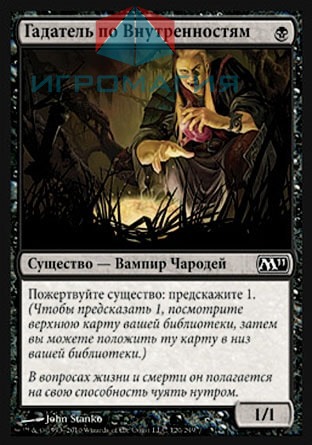 Гадатель по Внутренностям
ИГРОМАНИЯ
Существо — Вампир Чародей
M11
Пожертвуйте существо: предскажите 1.
(Чтобы предсказать 1, посмотрите
верхнюю карту вашей библиотеки, затем
вы можете положить ту карту в низ
вашей библиотеки.)
В вопросах жизни и смерти он полагается
на свою способность чуять нутром.
John Stanko
1/1